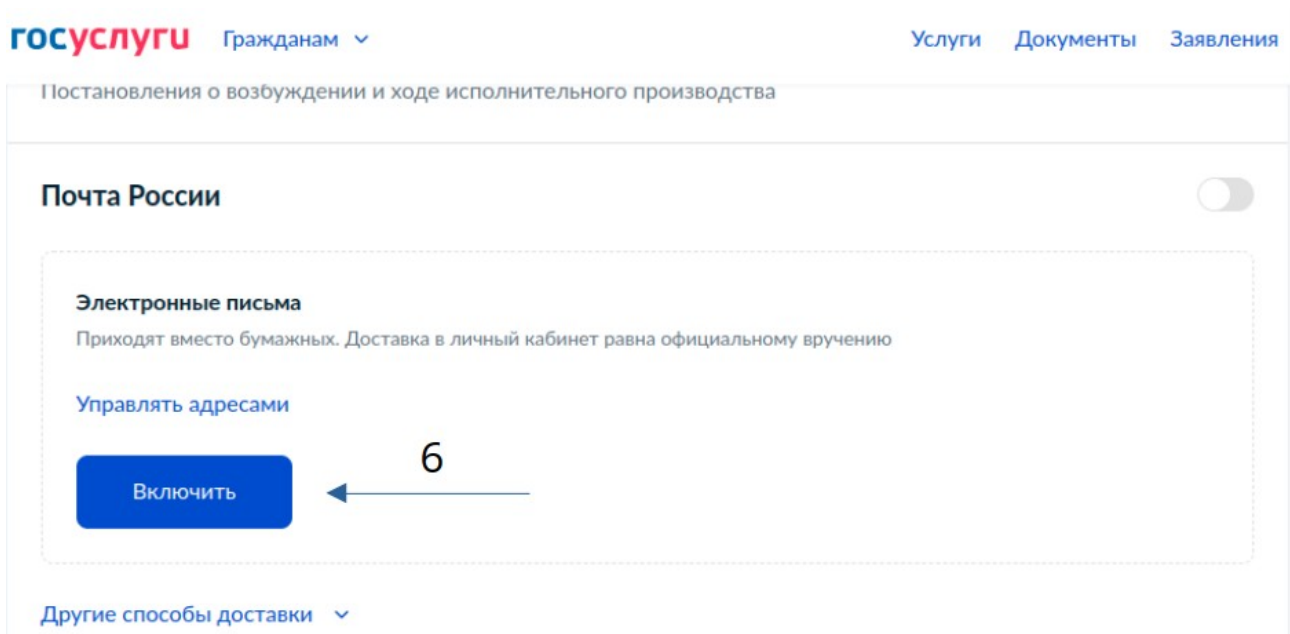 госуслуги Гражданам Услуги Документы Заявления
Постановления о возбуждении и ходе исполнительного производства
Почта России
Электронные письма
Приходят вместо бумажных. Доставка в личный кабинет равна официальному вручению
Управлять адресами
6
Включить
Другие способы доставки